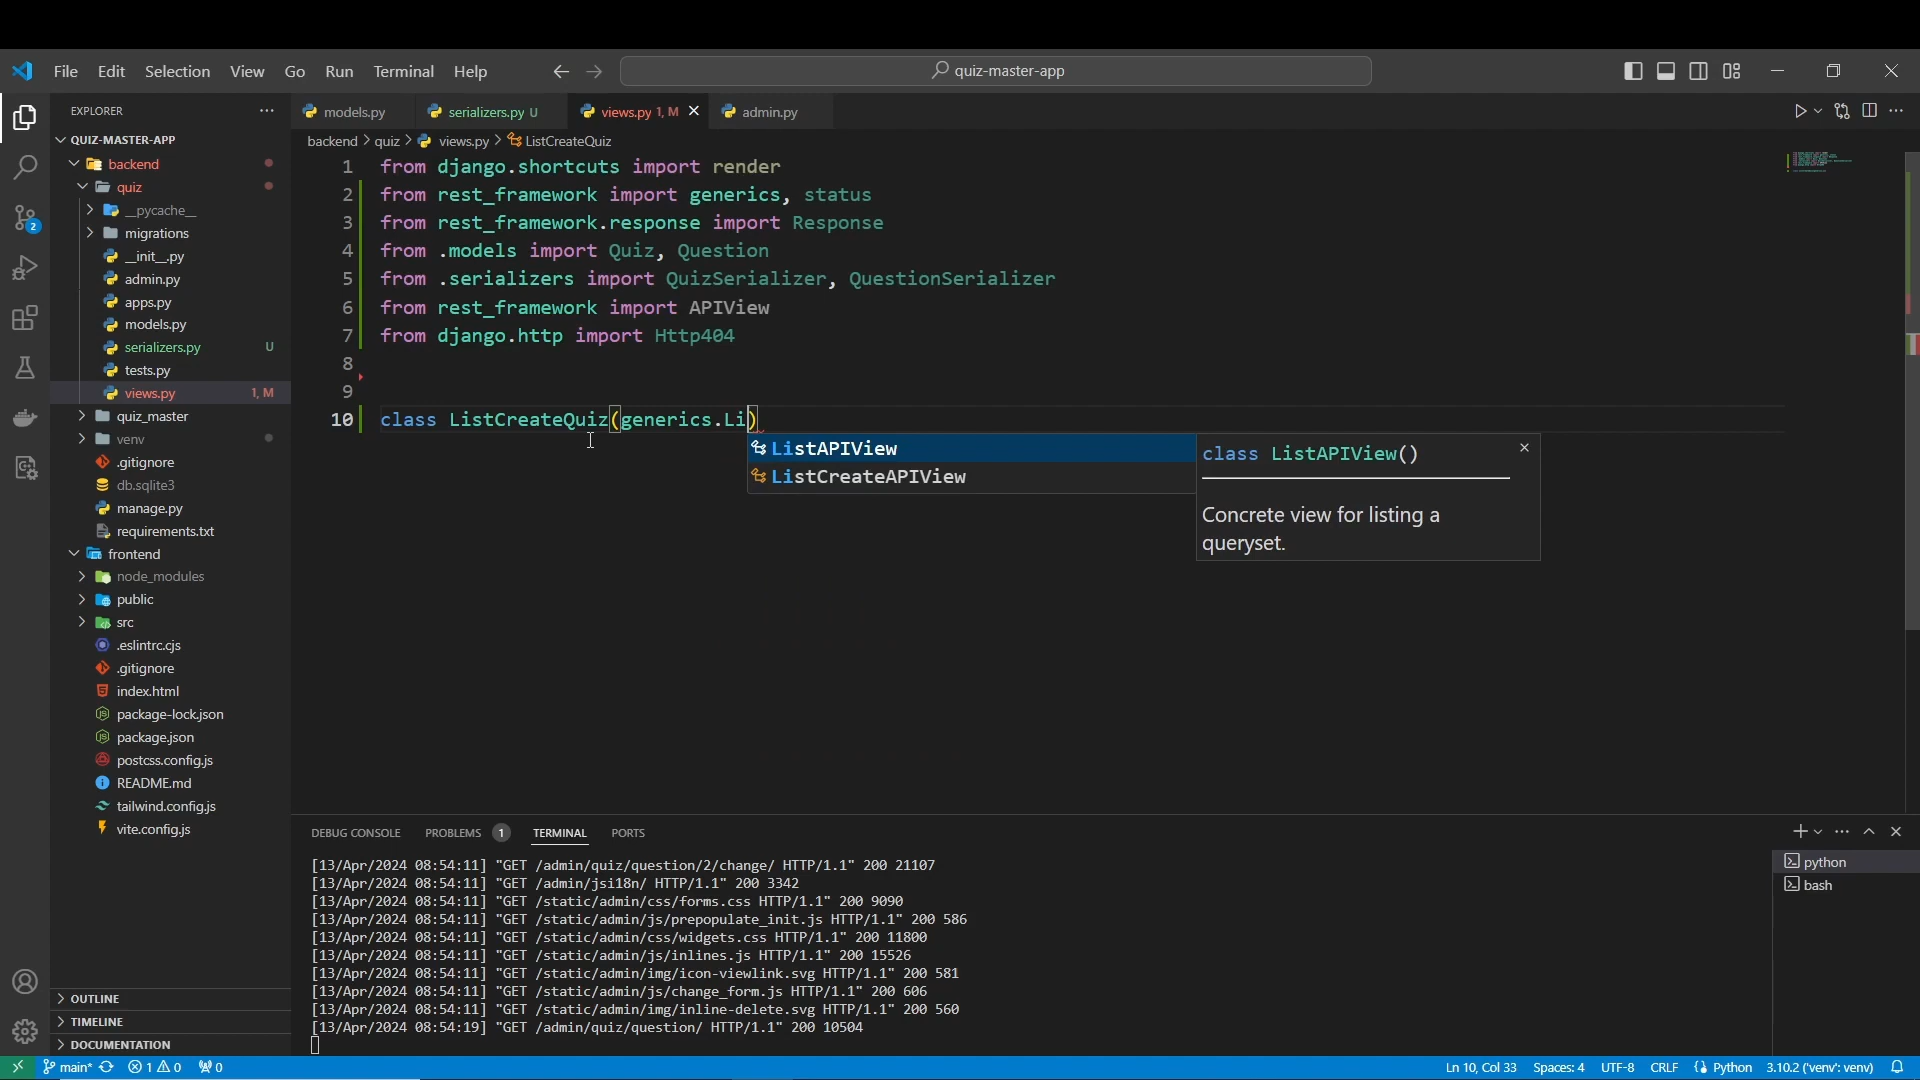 File Edit Selection View Go Run Terminal Help
quiz-master-app
EXPLORER
QUIZ-MASTER-APP
backend
quiz
__pycache__
migrations
__init__.py
admin.py
apps.py
models.py
serializers.py U
tests.py
views.py 1, M
quiz_master
venv
.gitignore
db.sqlite3
manage.py
requirements.txt
frontend
node_modules
public
src
.eslintrc.cjs
.gitignore
index.html
package-lock.json
package.json
postcss.config.js
README.md
tailwind.config.js
vite.config.js
OUTLINE
TIMELINE
DOCUMENTATION
2
models.py serializers.py U views.py 1, M admin.py
backend > quiz > views.py > ListCreateQuiz
1 from django.shortcuts import render
2 from rest_framework import generics, status
3 from rest_framework.response import Response
4 from .models import Quiz, Question
5 from .serializers import QuizSerializer, QuestionSerializer
6 from rest_framework import APIView
7 from django.http import Http404
8
9
10 class ListCreateQuiz(generics.Li)
ListAPIView
ListCreateAPIView
class ListAPIView()
Concrete view for listing a
queryset.
DEBUG CONSOLE PROBLEMS 1 TERMINAL PORTS
[13/Apr/2024 08:54:11] "GET /admin/quiz/question/2/change/ HTTP/1.1" 200 21107
[13/Apr/2024 08:54:11] "GET /admin/jsi18n/ HTTP/1.1" 200 3342
[13/Apr/2024 08:54:11] "GET /static/admin/css/forms.css HTTP/1.1" 200 9090
[13/Apr/2024 08:54:11] "GET /static/admin/js/prepopulate_init.js HTTP/1.1" 200 586
[13/Apr/2024 08:54:11] "GET /static/admin/css/widgets.css HTTP/1.1" 200 11800
[13/Apr/2024 08:54:11] "GET /static/admin/js/inlines.js HTTP/1.1" 200 15526
[13/Apr/2024 08:54:11] "GET /static/admin/img/icon-viewlink.svg HTTP/1.1" 200 581
[13/Apr/2024 08:54:11] "GET /static/admin/js/change_form.js HTTP/1.1" 200 606
[13/Apr/2024 08:54:11] "GET /static/admin/img/inline-delete.svg HTTP/1.1" 200 560
[13/Apr/2024 08:54:19] "GET /admin/quiz/question/ HTTP/1.1" 200 10504
python
bash
main* 1 0 0 Ln 10, Col 33 Spaces: 4 UTF-8 CRLF Python 3.10.2 ('venv': venv)